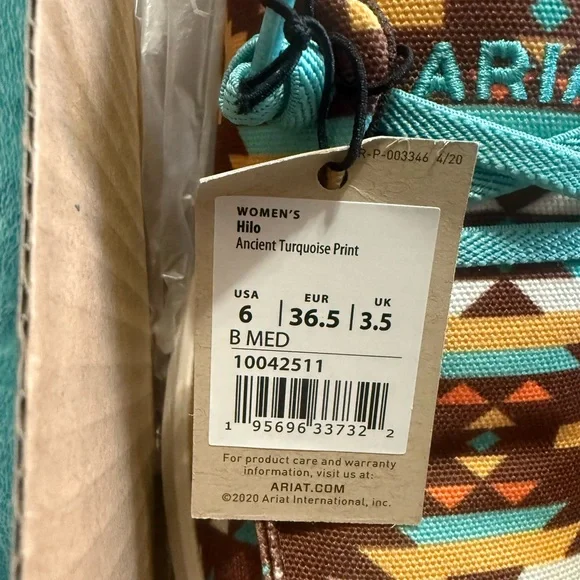 ARIA
R-P-003346 4/20
WOMEN'S
Hilo
Ancient Turquoise Print
USA EUR UK
6 36.5 3.5
B MED
10042511
1 95696 33732 2
For product care and warranty
information, visit us at:
ARIAT.COM
©2020 Ariat International, inc.